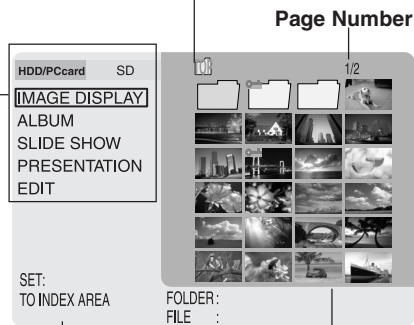 Page Number
HDD/PCcard SD 1/2
IMAGE DISPLAY
ALBUM
SLIDE SHOW
PRESENTATION
EDIT
SET:
TO INDEX AREA
FOLDER :
FILE :